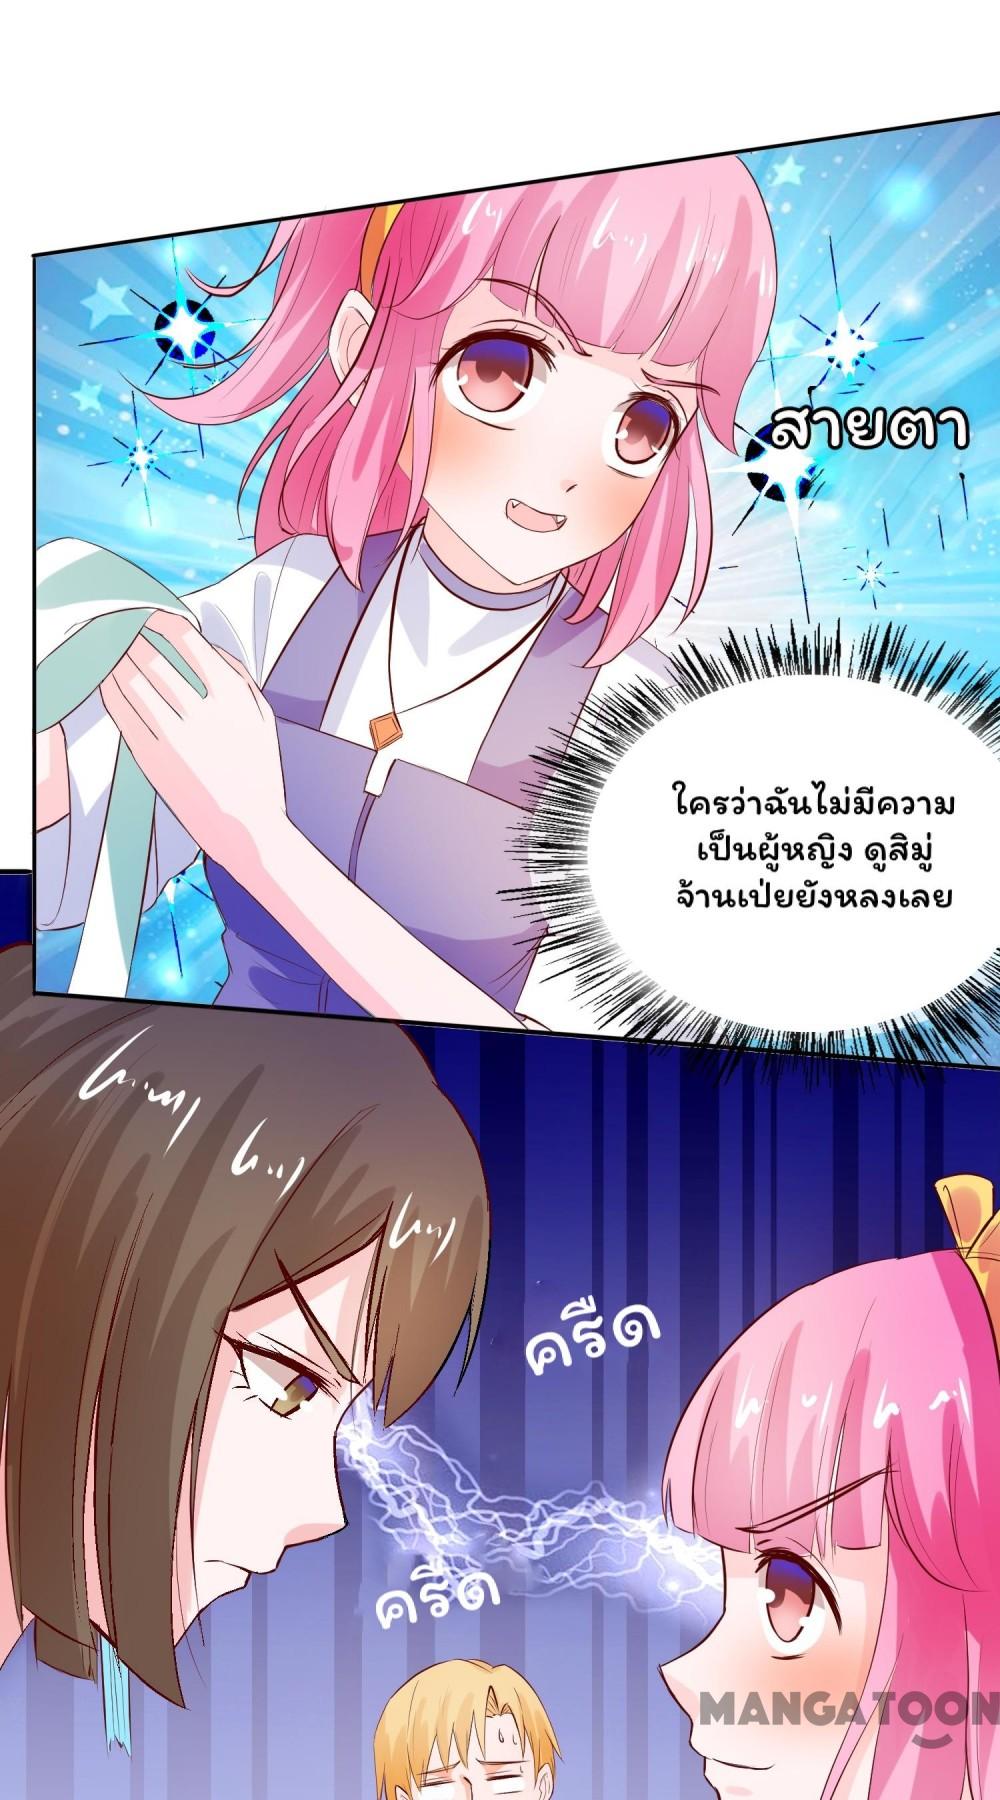 สายตา
ใครว่าฉันไม่มีความ
เป็นผู้หญิง ดูสิมู่
จ้านเป่ยยังหลงเลย
ครืด
ครืด
MANGATOON